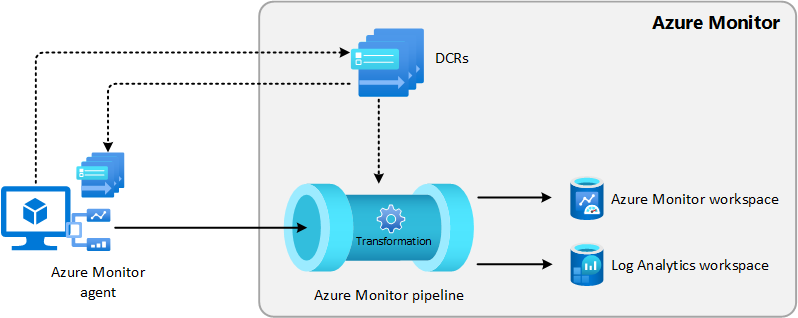 Azure Monitor
DCRs
Transformation
Azure Monitor workspace
Log Analytics workspace
Azure Monitor
agent
Azure Monitor pipeline